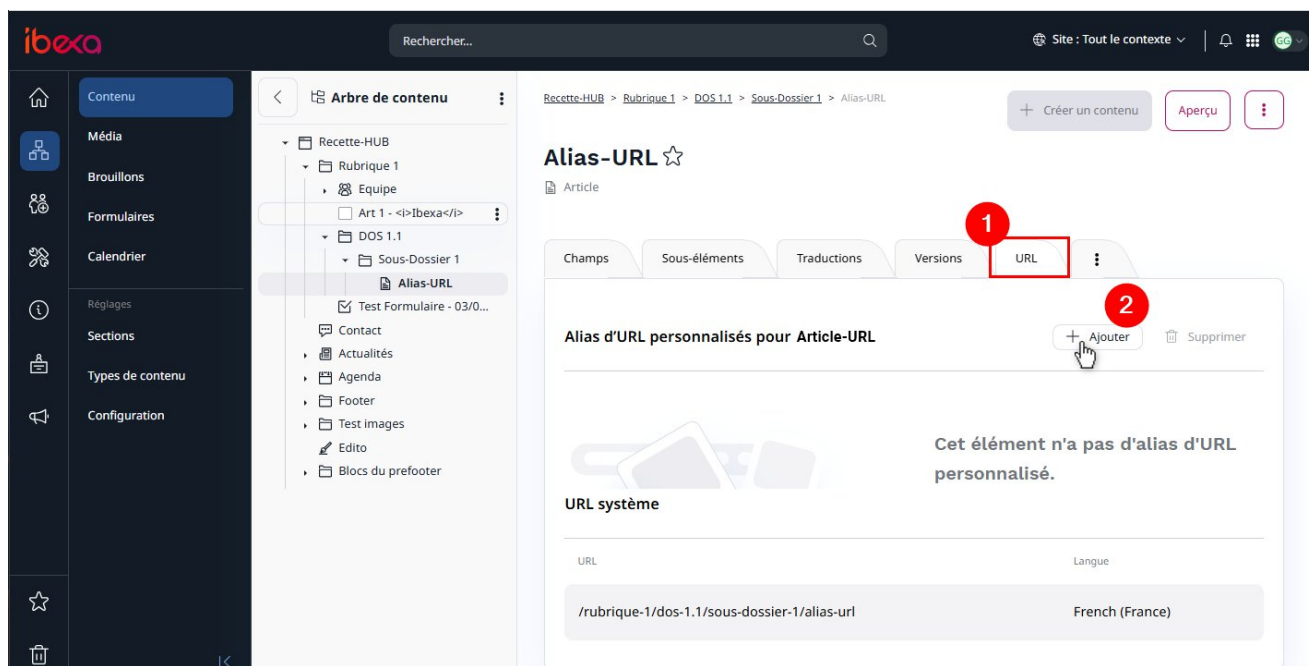 ibexa
Rechercher...
Site : Tout le contexte
GG
Contenu
Média
Brouillons
Formulaires
Calendrier
Réglages
Sections
Types de contenu
Configuration
Arbre de contenu
Recette-HUB
Rubrique 1
Equipe
Art 1 - <i>Ibexa</i>
DOS 1.1
Sous-Dossier 1
Alias-URL
Test Formulaire - 03/0...
Contact
Actualités
Agenda
Footer
Test images
Edito
Blocs du prefooter
Recette-HUB > Rubrique 1 > DOS 1.1 > Sous-Dossier 1 > Alias-URL
+ Créer un contenu
Aperçu
Alias-URL
Article
1
Champs
Sous-éléments
Traductions
Versions
URL
2
Alias d’URL personnalisés pour Article-URL
+ Ajouter
Supprimer
Cet élément n'a pas d'alias d'URL
personnalisé.
URL système
URL
Langue
/rubrique-1/dos-1.1/sous-dossier-1/alias-url
French (France)